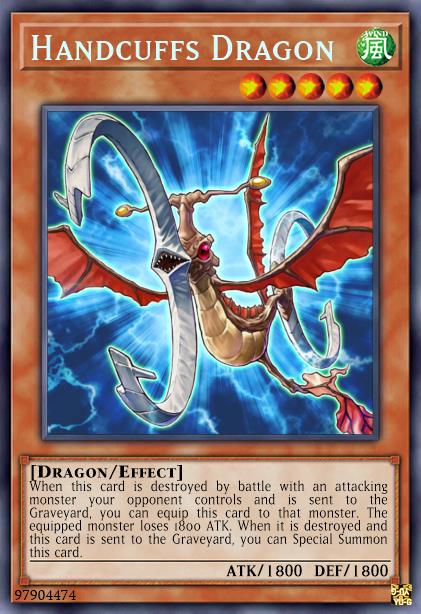 HANDCUFFS DRAGON
WIND
風
[DRAGON/EFFECT]
When this card is destroyed by battle with an attacking
monster your opponent controls and is sent to the
Graveyard, you can equip this card to that monster. The
equipped monster loses 1800 ATK. When it is destroyed and
this card is sent to the Graveyard, you can Special Summon
this card.
ATK/1800 DEF/1800
97904474